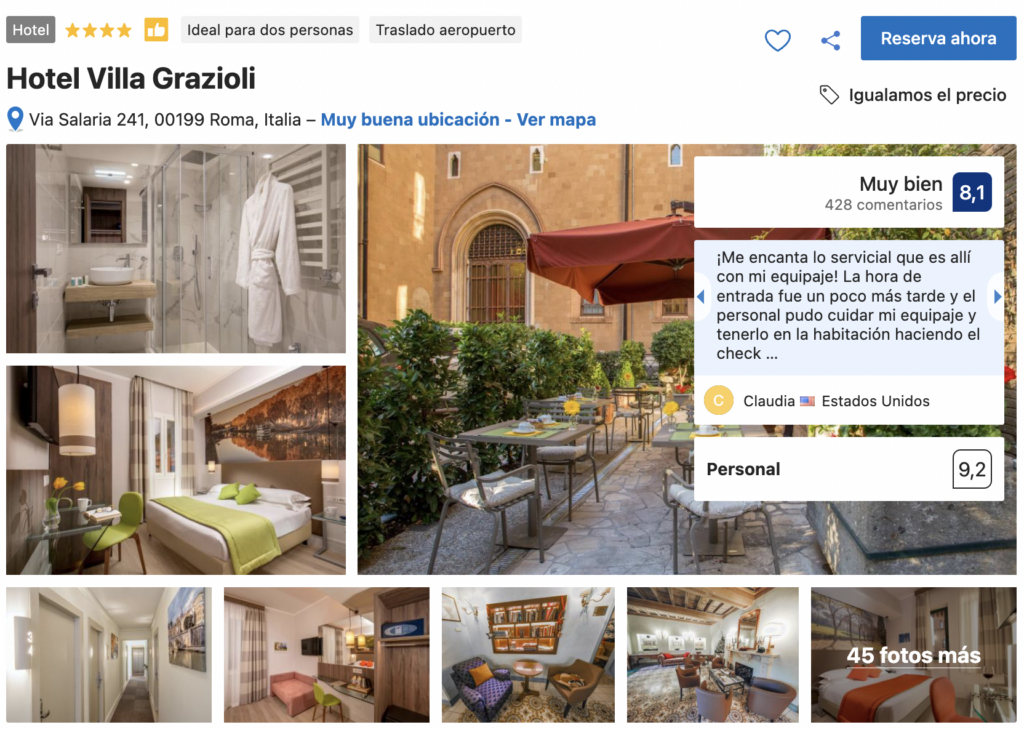 Hotel
Ideal para dos personas
Traslado aeropuerto
Reserva ahora
Hotel Villa Grazioli
Igualamos el precio
Via Salaria 241, 00199 Roma, Italia – Muy buena ubicación - Ver mapa
Muy bien
8,1
428 comentarios
¡Me encanta lo servicial que es allí
con mi equipaje! La hora de
entrada fue un poco más tarde y el
personal pudo cuidar mi equipaje y
tenerlo en la habitación haciendo el
check ...
C
Claudia Estados Unidos
Personal
9,2
45 fotos más